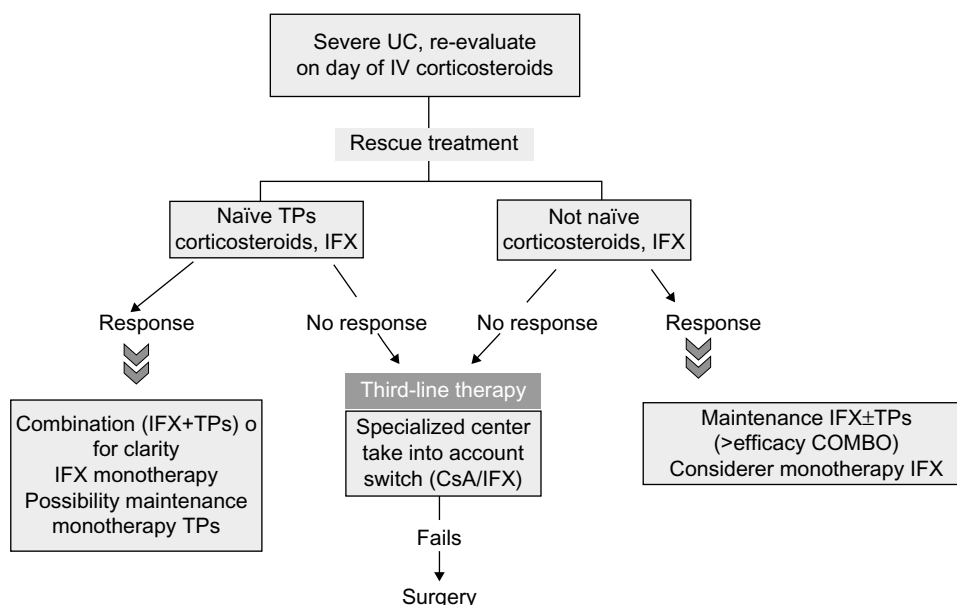 Severe UC, re-evaluate
on day of IV corticosteroids
Rescue treatment
Naïve TPs
corticosteroids, IFX
Not naïve
corticosteroids, IFX
Response
No response
No response
Response
Combination (IFX+TPs) o
for clarity
IFX monotherapy
Possibility maintenance
monotherapy TPs
Third-line therapy
Specialized center
take into account
switch (CsA/IFX)
Maintenance IFX±TPs
(>efficacy COMBO)
Considerer monotherapy IFX
Fails
Surgery